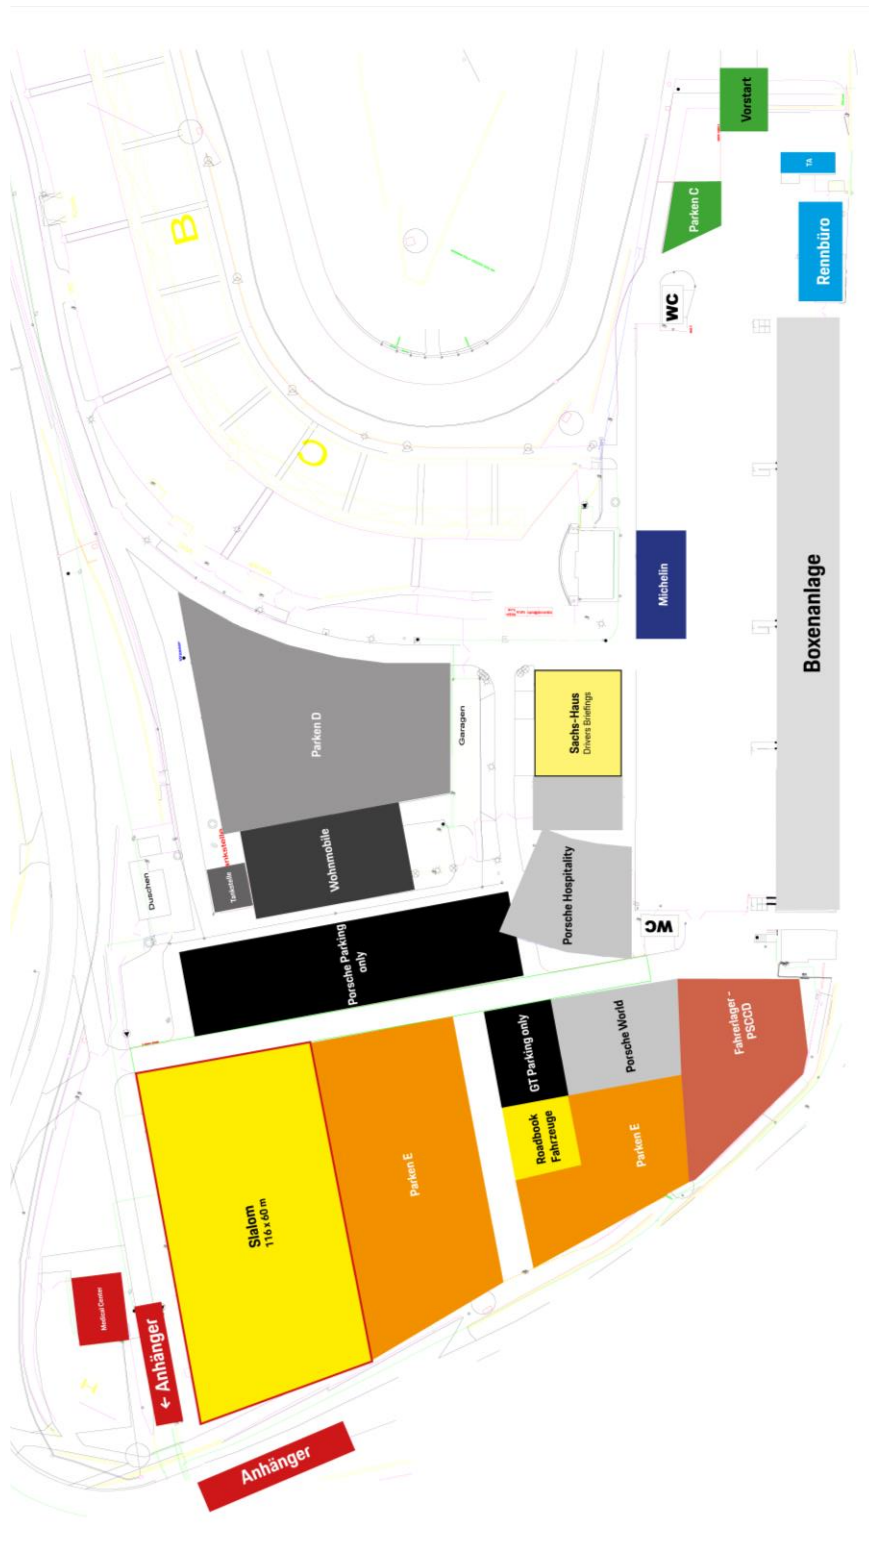 Vorstart
TA
Parken C
Rennbüro
B
WC
C
Michelin
Boxenanlage
Parken D
Garagen
Sachs-Haus
Drivers Briefings
Wohnmobile
Tankstelle
Duschen
Porsche Hospitality
WC
Porsche Parking
only
GT Parking only
Porsche World
Fahrerlager -
PSCCD
Roadbook
Fahrzeuge
Parken E
Parken E
Slalom
116 x 60 m
Medical Center
← Anhänger
Anhänger